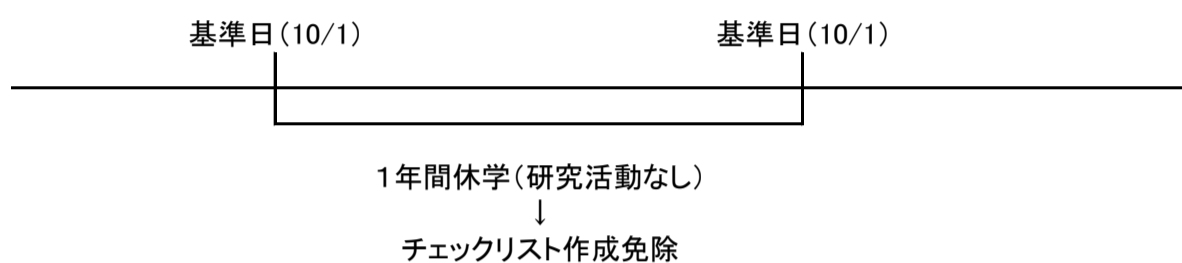 基準日(10/1)
基準日(10/1)
1年間休学(研究活動なし)
↓
チェックリスト作成免除